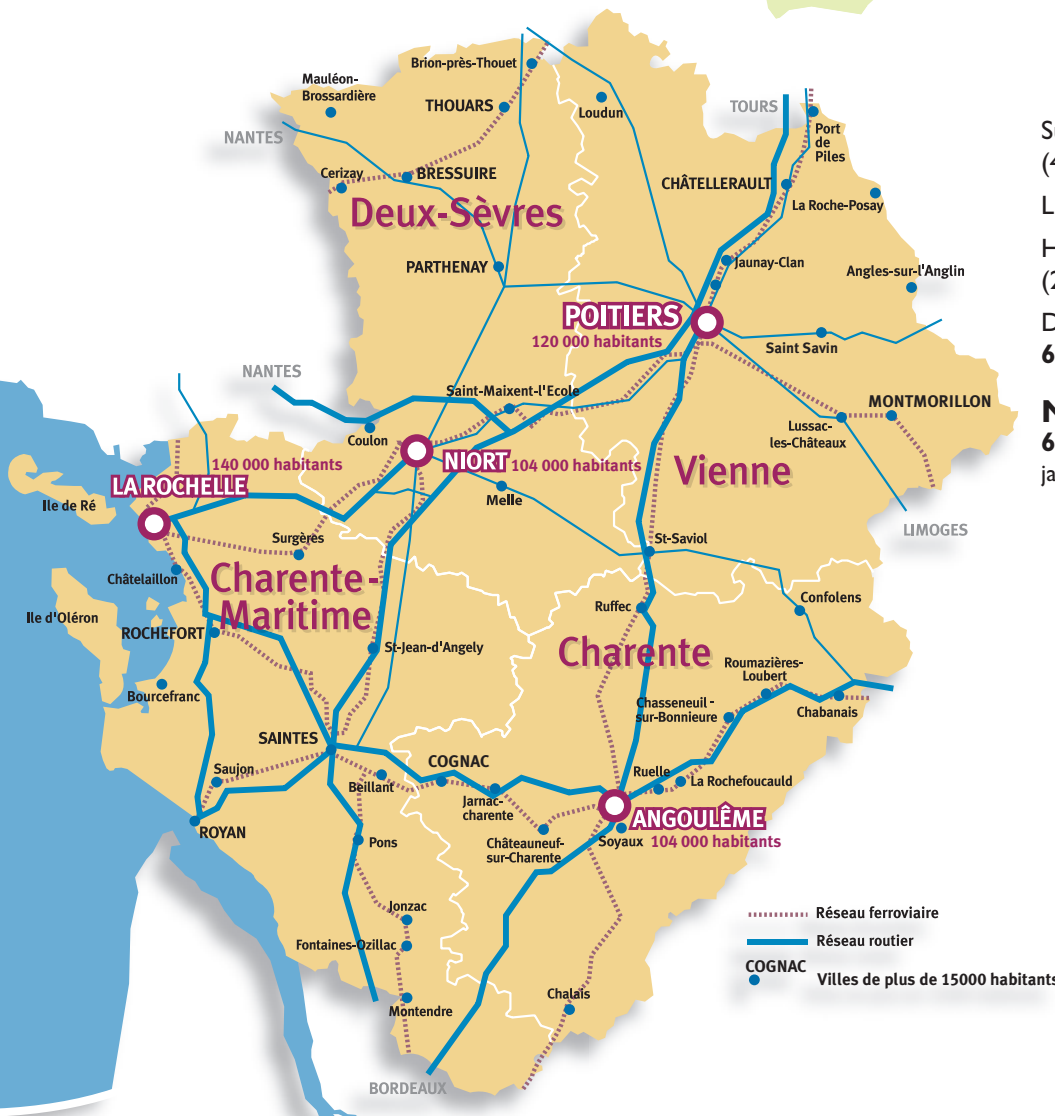 Brion-près-Thouet
Mauléon-
Brossardière
THOUARS
Loudun
TOURS
Port
de
Piles
NANTES
Cerizay
BRESSUIRE
CHÂTELLERAULT
La Roche-Posay
Deux-Sèvres
PARTHENAY
Jaunay-Clan
Angles-sur-l'Anglin
POITIERS
120 000 habitants
Saint Savin
NANTES
Saint-Maixent-l'Ecole
MONTMORILLON
Coulon
Lussac-
les-Châteaux
140 000 habitants
NIORT
104 000 habitants
Vienne
LA ROCHELLE
Melle
Ile de Ré
LIMOGES
Surgères
St-Saviol
Châtelaillon
Charente-
Maritime
Confolens
Ile d'Oléron
Ruffec
ROCHEFORT
St-Jean-d'Angely
Charente
Roumazières-
Loubert
Bourcefranc
Chasseneuil-
sur-Bonnieure
Chabanais
SAINTES
COGNAC
Saujon
Beillant
Ruelle
La Rochefoucauld
Jarnac-
charente
ROYAN
ANGOULÊME
Pons
Châteauneuf-
sur-Charente
Soyaux
104 000 habitants
Jonzac
Fontaines-Ozillac
Chalais
Montendre
BORDEAUX
Réseau ferroviaire
Réseau routier
COGNAC
Villes de plus de 15000 habitants
(4
L
H
(2
D
6
N
6
ja